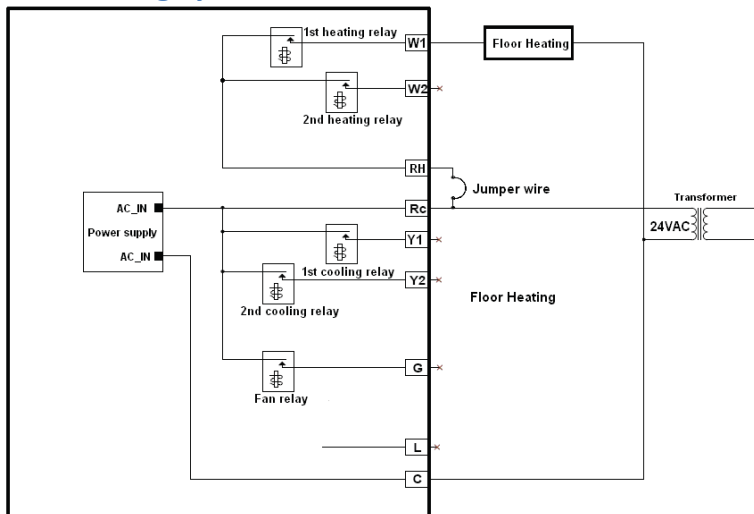 1st heating relay
W1
Floor Heating
W2
2nd heating relay
RH
Jumper wire
Transformer
AC_IN
Rc
24VAC
Power supply
Y1
AC_IN
1st cooling relay
Y2
Floor Heating
2nd cooling relay
G
Fan relay
L
C